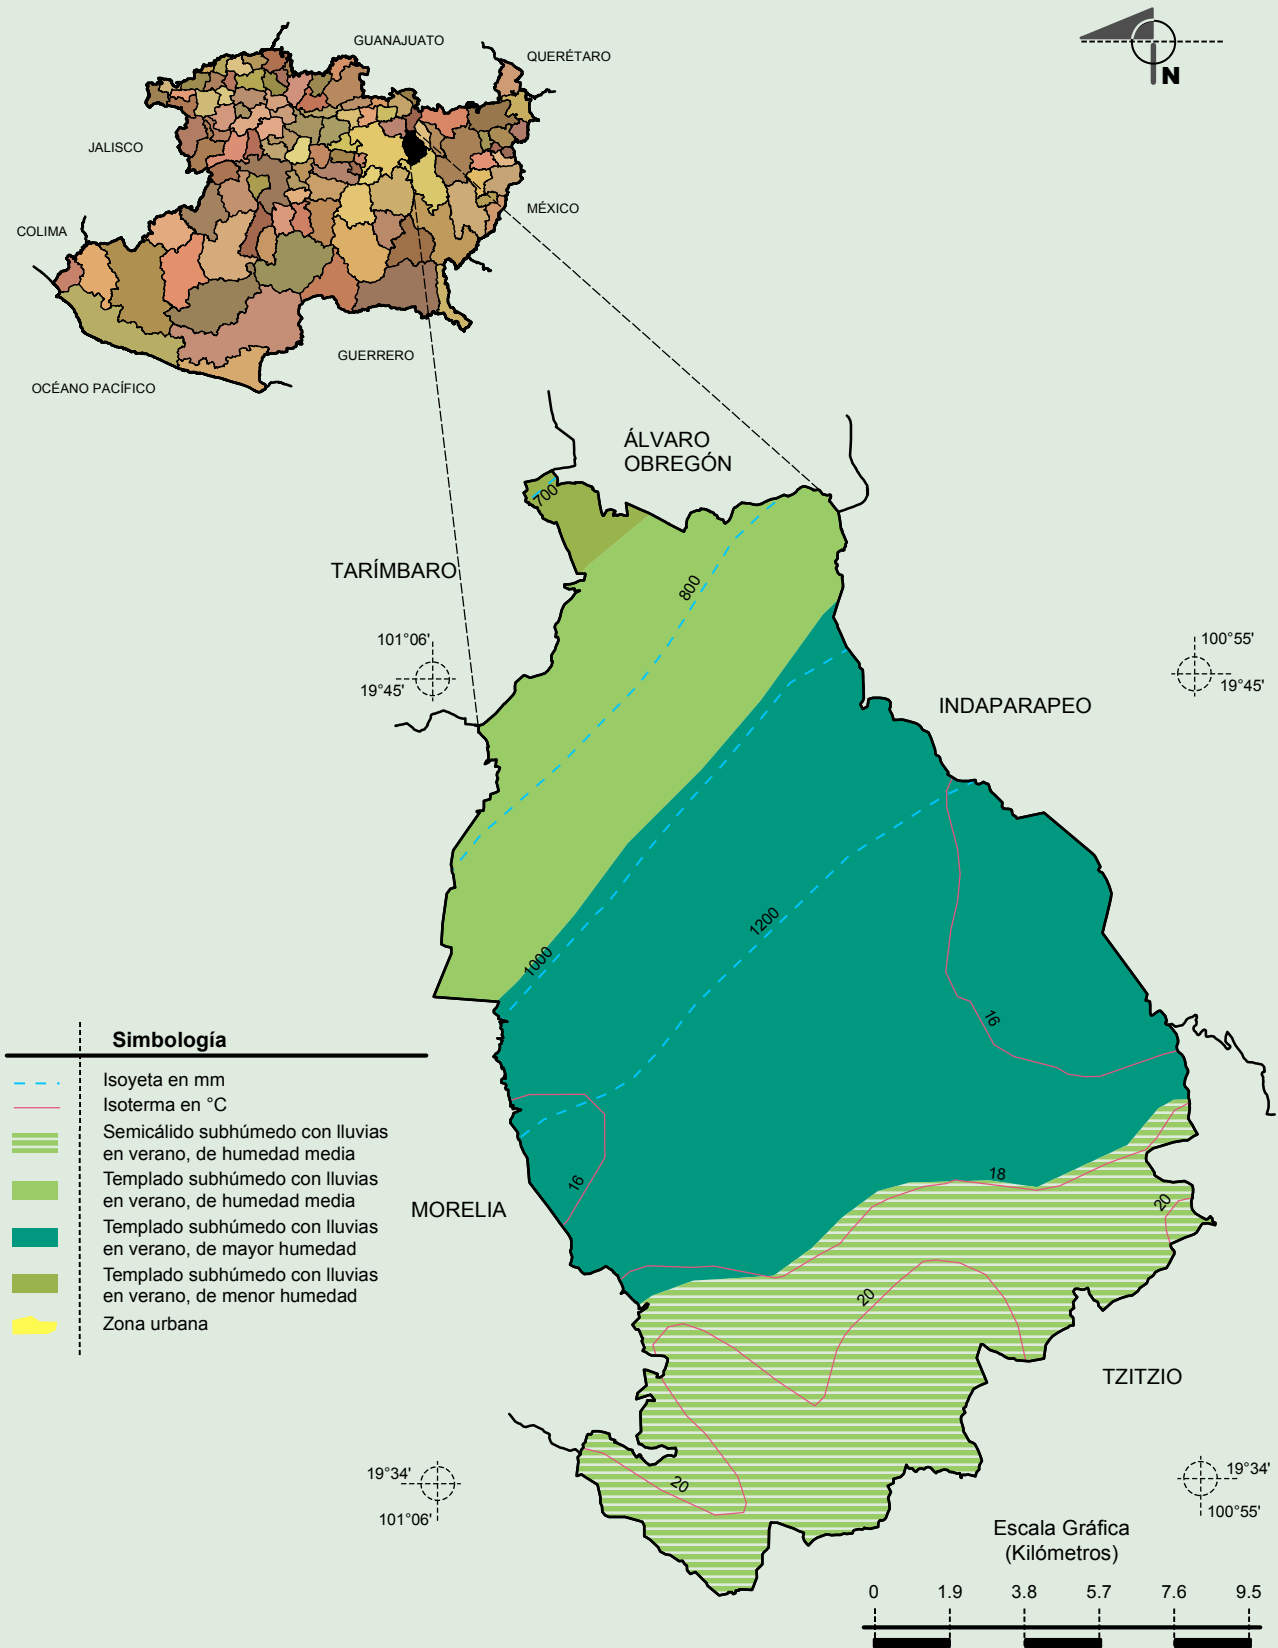 GUANAJUATO
QUERÉTARO
N
JALISCO
MÉXICO
COLIMA
GUERRERO
OCÉANO PACÍFICO
ÁLVARO
OBREGÓN
700
TARÍMBARO
800
101°06'
19°45'
100°55'
19°45'
INDAPARAPEO
1200
1000
16
Simbología
Isoyeta en mm
Isoterma en °C
Semicálido subhúmedo con lluvias
en verano, de humedad media
Templado subhúmedo con lluvias
en verano, de humedad media
Templado subhúmedo con lluvias
en verano, de mayor humedad
Templado subhúmedo con lluvias
en verano, de menor humedad
Zona urbana
16
18
20
MORELIA
20
TZITZIO
20
19°34'
101°06'
19°34'
100°55'
Escala Gráfica
(Kilómetros)
0 1.9 3.8 5.7 7.6 9.5